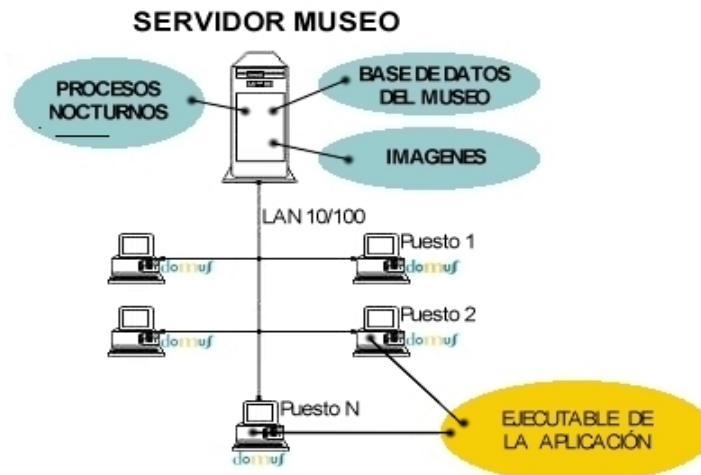 SERVIDOR MUSEO
PROCESOS
NOCTURNOS
BASE DE DATOS
DEL MUSEO
IMAGENES
LAN 10/100
domus
Puesto 1
domus
domus
Puesto 2
domus
Puesto N
domus
EJECUTABLE DE
LA APLICACIÓN